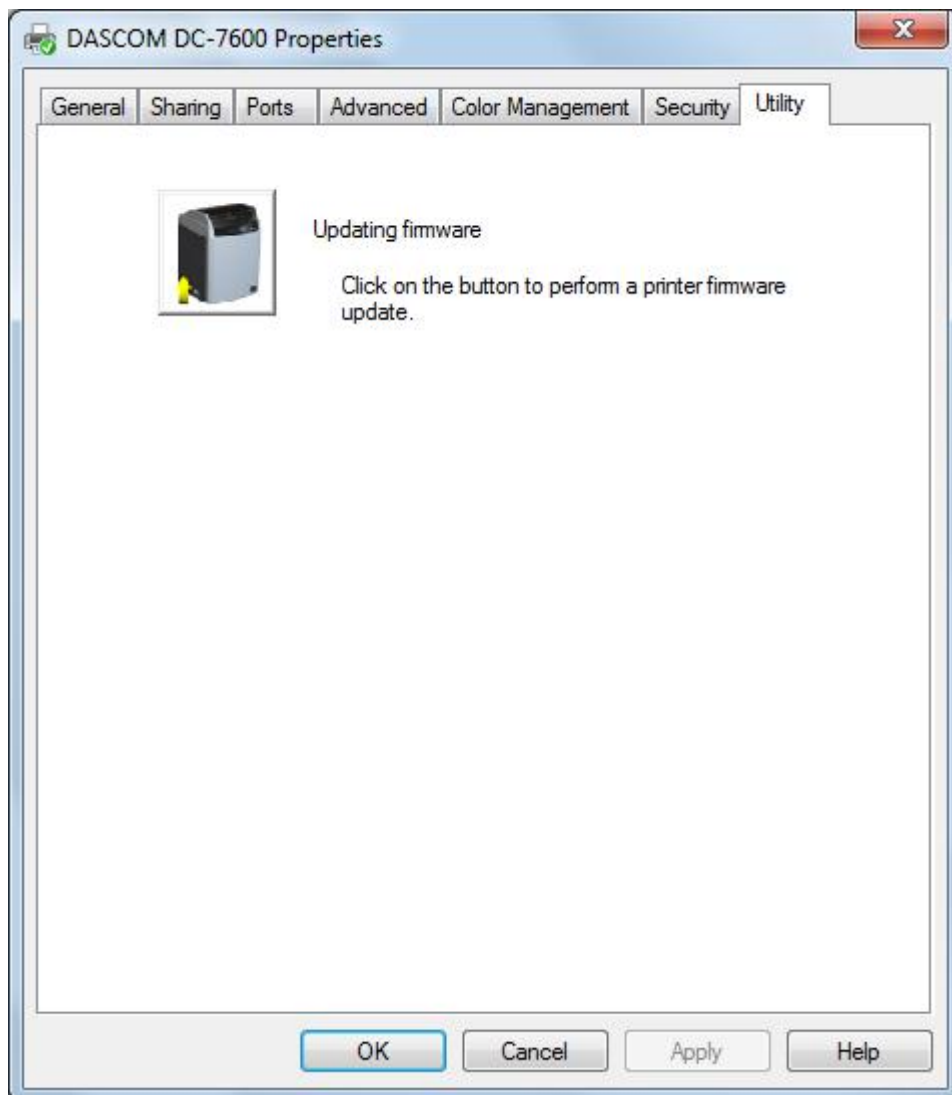 DASCOM DC-7600 Properties
General Sharing Ports Advanced Color Management Security Utility
Updating firmware
Click on the button to perform a printer firmware
update.
OK Cancel Apply Help